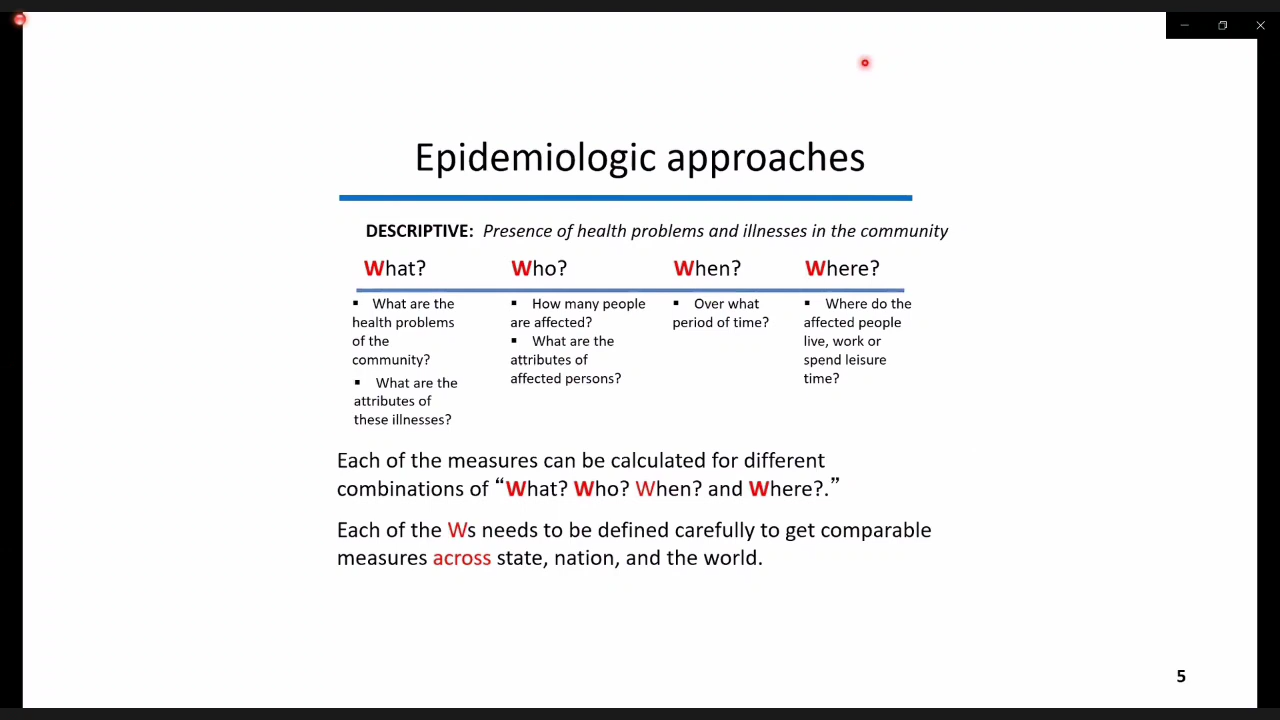 Epidemiologic approaches
DESCRIPTIVE: Presence of health problems and illnesses in the community
What?
Who?
When?
Where?
▪ What are the
health problems
of the
community?
▪ What are the
attributes of
these illnesses?
▪ How many people
are affected?
▪ What are the
attributes of
affected persons?
▪ Over what
period of time?
▪ Where do the
affected people
live, work or
spend leisure
time?
Each of the measures can be calculated for different
combinations of “What? Who? When? and Where?.”
Each of the Ws needs to be defined carefully to get comparable
measures across state, nation, and the world.
5